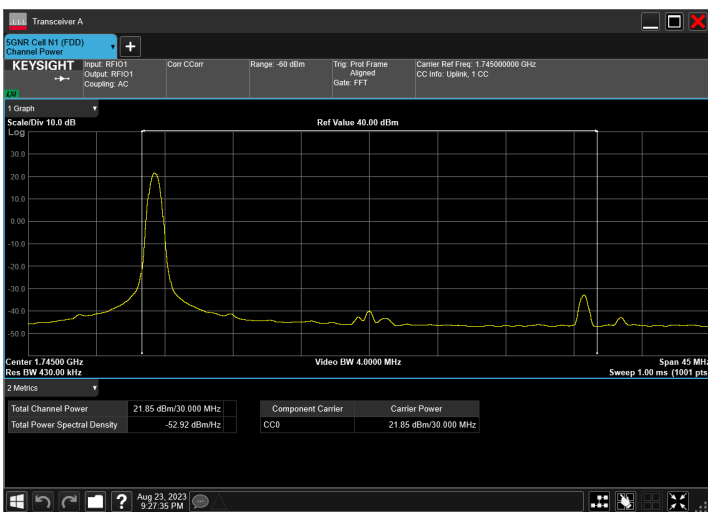 Transceiver A
5GNR Cell N1 (FDD)
Channel Power
+
KEYSIGHT
LXI
Input: RFIO1
Output: RFIO1
Coupling: AC
Corr CCorr
Range: -60 dBm
Trig: Prot Frame
Aligned
Gate: FFT
Carrier Ref Freq: 1.745000000 GHz
CC Info: Uplink, 1 CC
1 Graph
Scale/Div 10.0 dB
Ref Value 40.00 dBm
Log
30.0
20.0
10.0
0.00
-10.0
-20.0
-30.0
-40.0
-50.0
Center 1.74500 GHz
Video BW 4.0000 MHz
Span 45 MHz
Res BW 430.00 kHz
Sweep 1.00 ms (1001 pts
2 Metrics
Total Channel Power 21.85 dBm/30.000 MHz
Total Power Spectral Density -52.92 dBm/Hz
Component Carrier Carrier Power
CC0 21.85 dBm/30.000 MHz
?
Aug 23, 2023
9:27:35 PM